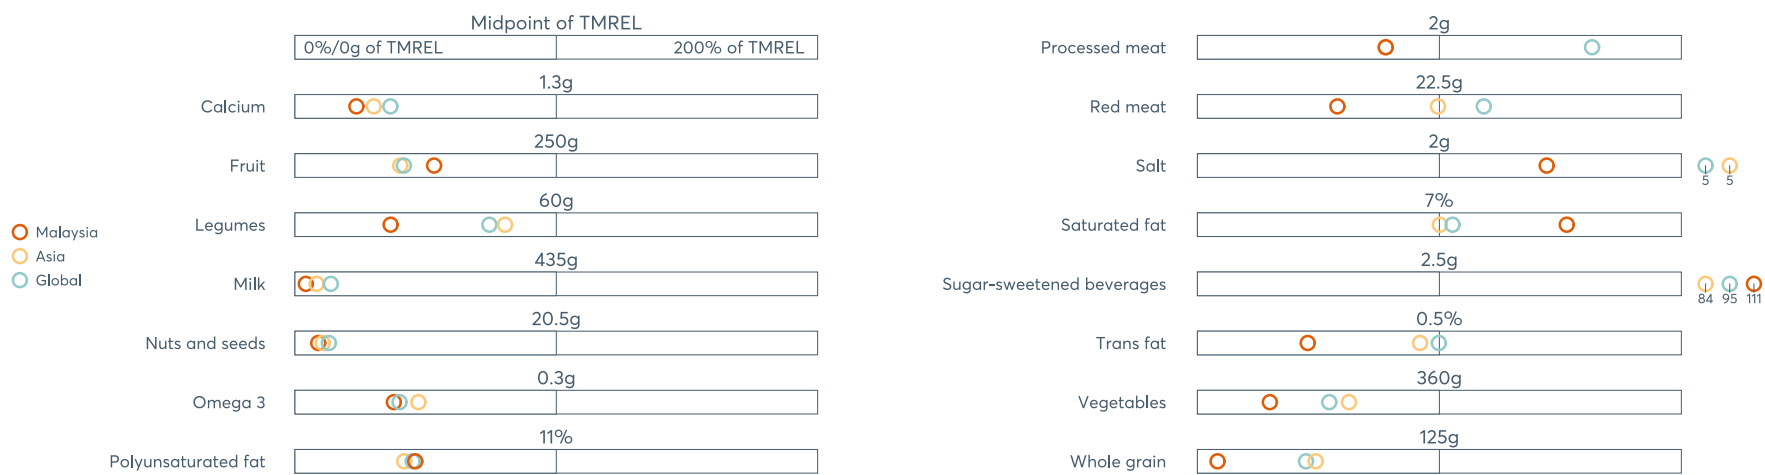 Midpoint of TMREL
0%/0g of TMREL 200% of TMREL
1.3g
Calcium
250g
Fruit
60g
Legumes
435g
Milk
20.5g
Nuts and seeds
0.3g
Omega 3
11%
Polyunsaturated fat
Malaysia
Asia
Global
2g
Processed meat
22.5g
Red meat
2g
Salt
5 5
7%
Saturated fat
2.5g
Sugar-sweetened beverages
84 95 111
0.5%
Trans fat
360g
Vegetables
125g
Whole grain